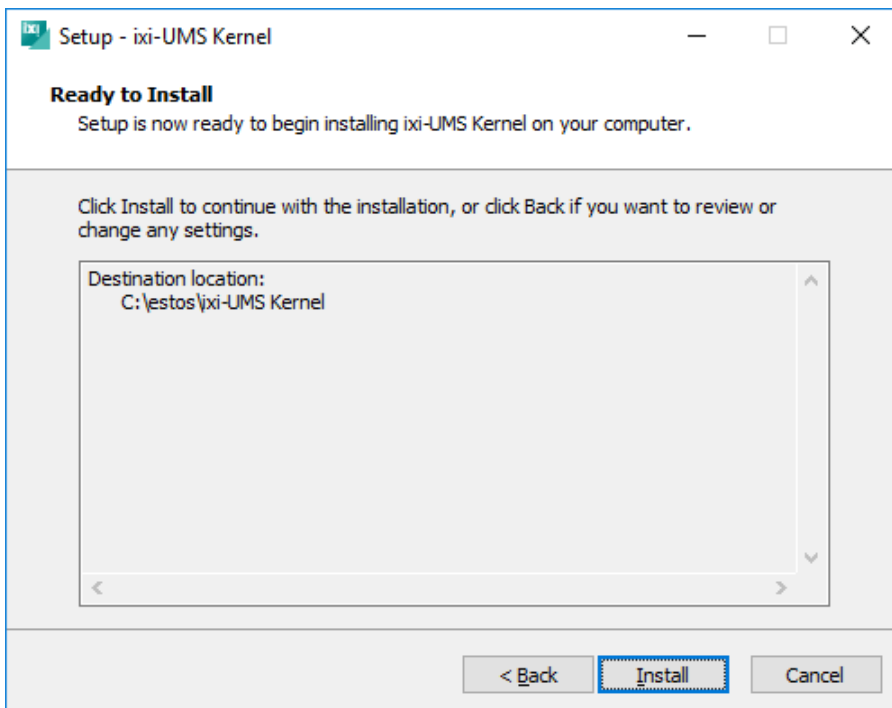 ixi
Setup - ixi-UMS Kernel
Ready to Install
Setup is now ready to begin installing ixi-UMS Kernel on your computer.
Click Install to continue with the installation, or click Back if you want to review or
change any settings.
Destination location:
C:\estos\ixi-UMS Kernel
< Back
Install
Cancel